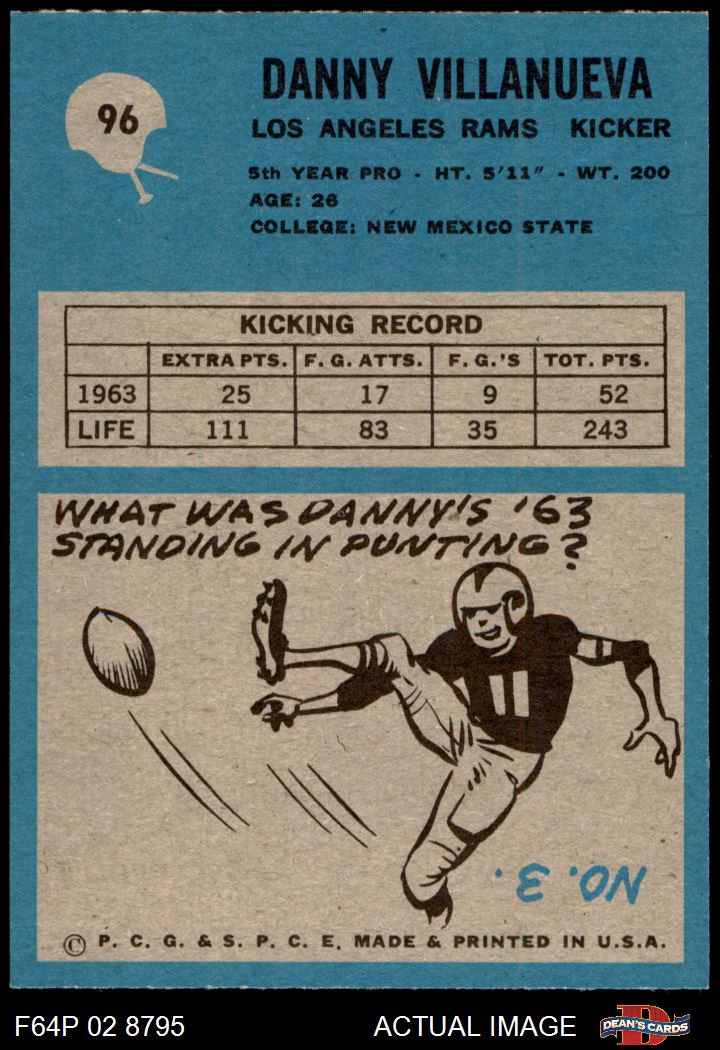 96
DANNY VILLANUEVA
LOS ANGELES RAMS KICKER
5th YEAR PRO - HT. 5'11" - WT. 200
AGE: 26
COLLEGE: NEW MEXICO STATE
KICKING RECORD
EXTRA PTS. F. G. ATTS. F. G.'S TOT. PTS.
1963 25 17 9 52
LIFE 111 83 35 243
WHAT WAS DANNY'S '63
STANDING IN PUNTING?
11
NO. 3.
© P. C. G. & S. P. C. E. MADE & PRINTED IN U.S.A.
F64P 02 8795 ACTUAL IMAGE D DEAN'S CARDS